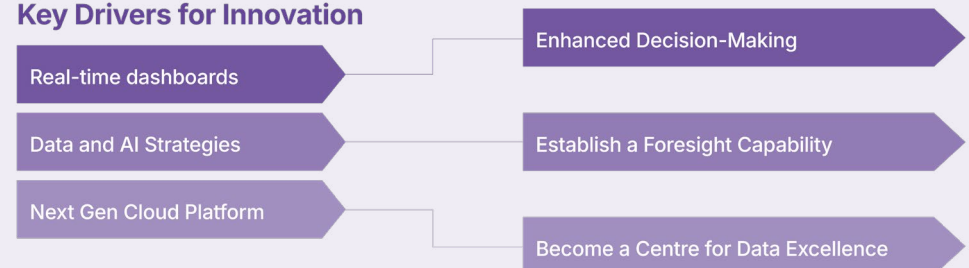 Key Drivers for Innovation
Real-time dashboards
Enhanced Decision-Making
Data and AI Strategies
Establish a Foresight Capability
Next Gen Cloud Platform
Become a Centre for Data Excellence